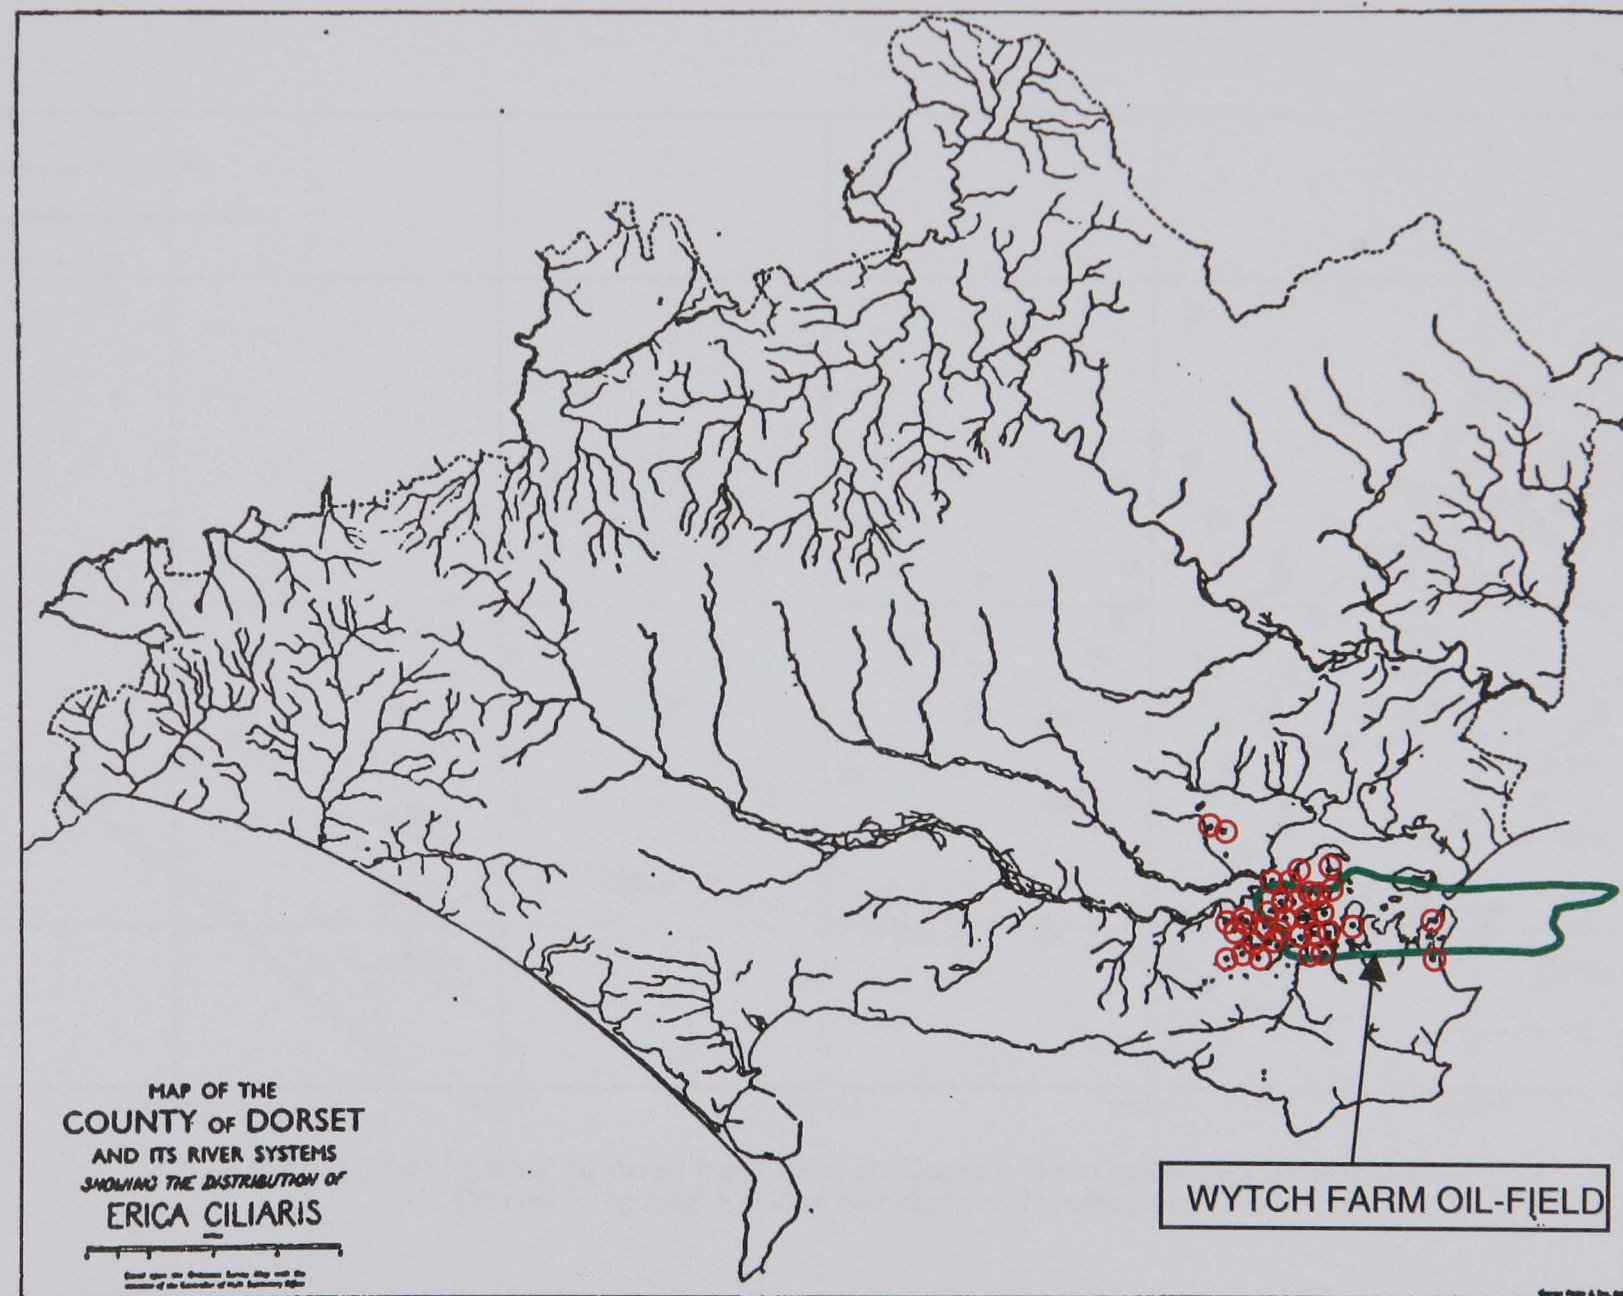 MAP OF THE
COUNTY OF DORSET
AND ITS RIVER SYSTEMS
SHOWING THE DISTRIBUTION OF
ERICA CILIARIS
WYTCH FARM OIL-FIELD